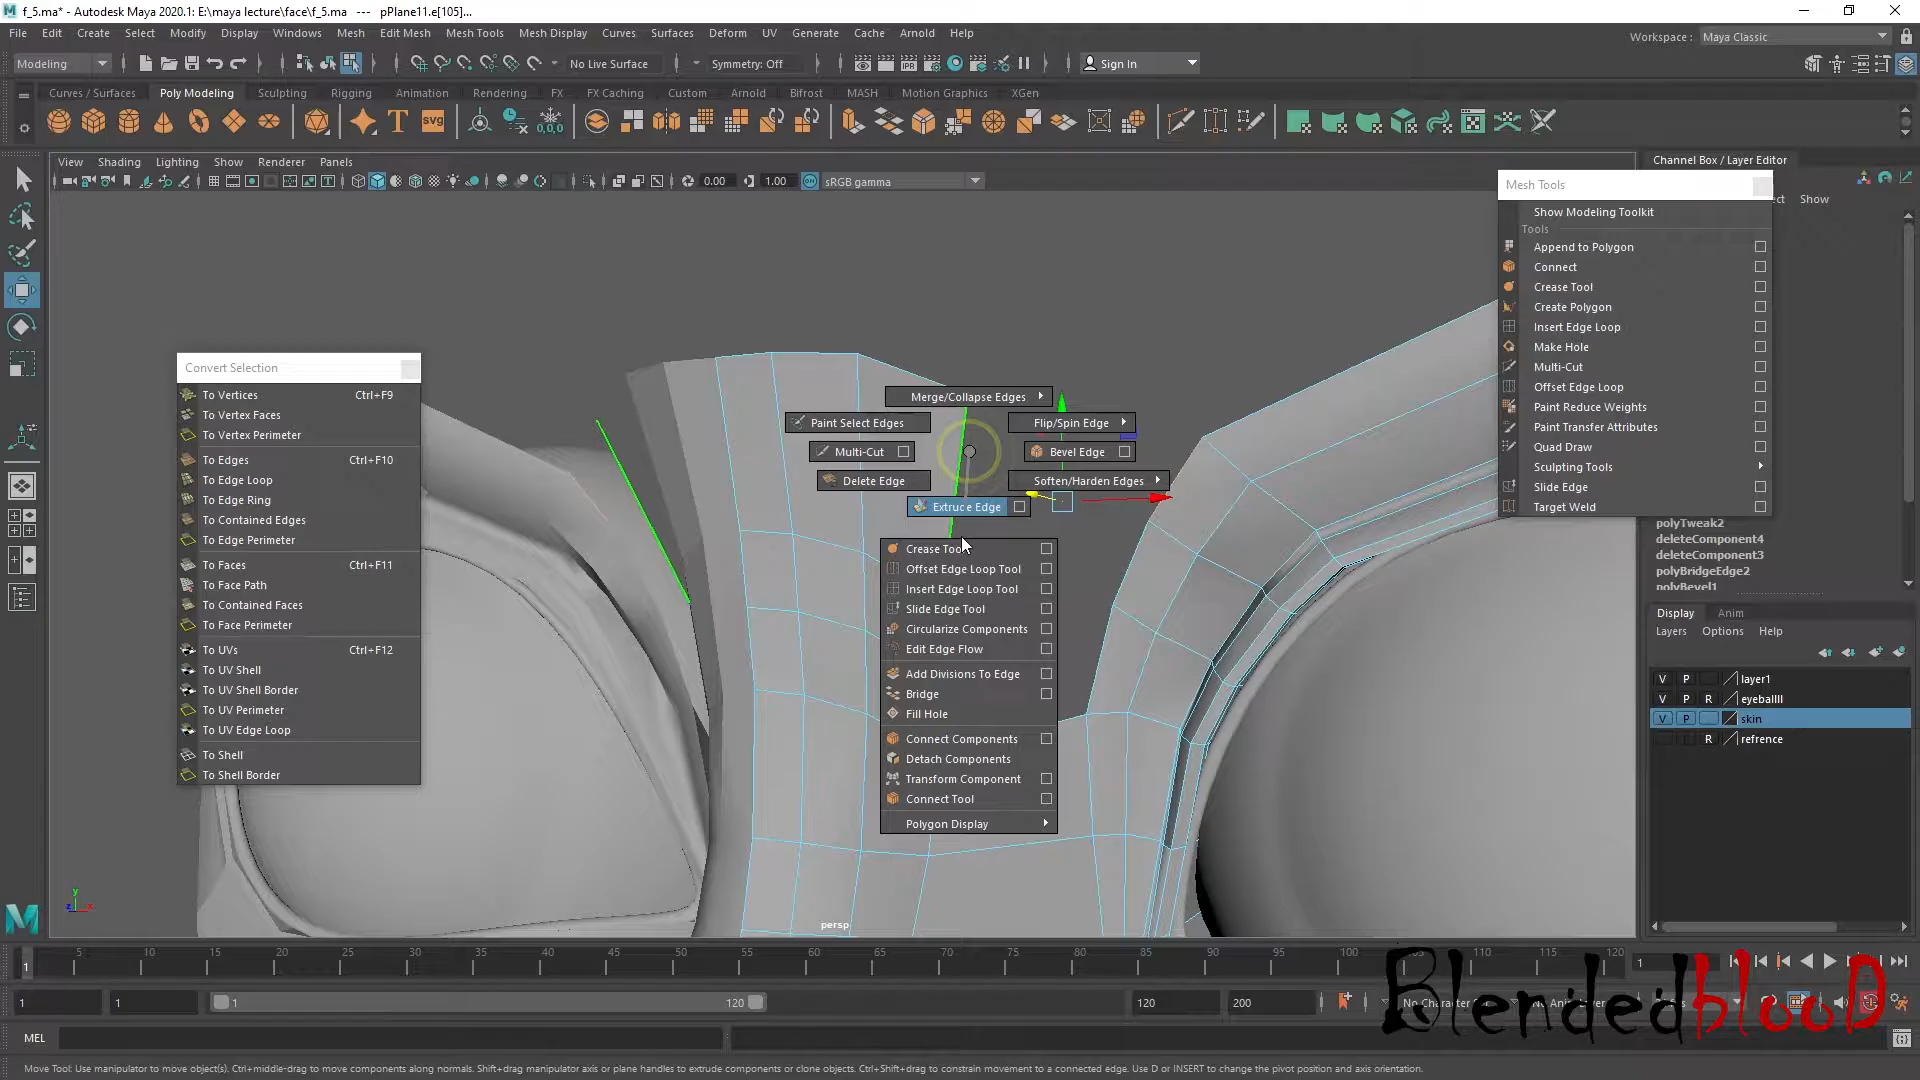 f_5.ma* - Autodesk Maya 2020.1: E:\maya lecture\face\f_5.ma   ---   pPlane11.e[105]...
File Edit Create Select Modify Display Windows Mesh Edit Mesh Mesh Tools Mesh Display Curves Surfaces Deform UV Generate Cache Arnold Help
Workspace : Maya Classic
Modeling
No Live Surface
Symmetry: Off
Sign In
Curves / Surfaces Poly Modeling Sculpting Rigging Animation Rendering FX FX Caching Custom Arnold Bifrost MASH Motion Graphics XGen
T svg 0,0,0
View Shading Lighting Show Renderer Panels
0.00 1.00 sRGB gamma
Channel Box / Layer Editor
Show
Mesh Tools
Show Modeling Toolkit
Tools
Append to Polygon
Connect
Crease Tool
Create Polygon
Insert Edge Loop
Make Hole
Multi-Cut
Offset Edge Loop
Paint Reduce Weights
Paint Transfer Attributes
Quad Draw
Sculpting Tools
Slide Edge
Target Weld
polyTweak2
deleteComponent4
deleteComponent3
polyBridgeEdge2
polyBevel1
Convert Selection
To Vertices Ctrl+F9
To Vertex Faces
To Vertex Perimeter
To Edges Ctrl+F10
To Edge Loop
To Edge Ring
To Contained Edges
To Edge Perimeter
To Faces Ctrl+F11
To Face Path
To Contained Faces
To Face Perimeter
To UVs Ctrl+F12
To UV Shell
To UV Shell Border
To UV Perimeter
To UV Edge Loop
To Shell
To Shell Border
Merge/Collapse Edges
Paint Select Edges
Flip/Spin Edge
Multi-Cut
Bevel Edge
Delete Edge
Soften/Harden Edges
Extrude Edge
Crease Tool
Offset Edge Loop Tool
Insert Edge Loop Tool
Slide Edge Tool
Circularize Components
Edit Edge Flow
Add Divisions To Edge
Bridge
Fill Hole
Connect Components
Detach Components
Transform Component
Connect Tool
Polygon Display
Display Anim
Layers Options Help
V P layer1
V P R eyeballll
V P skin
R refrence
y
z x
persp
5 10 15 20 25 30 35 40 45 50 55 60 65 70 75 80 85 90 95 100 105 110 115 120
1
1
1 1 1 120 120 200
BlendedblooD
MEL
Move Tool: Use manipulator to move object(s). Ctrl+middle-drag to move components along normals. Shift+drag manipulator axis or plane handles to extrude components or clone objects. Ctrl+Shift+drag to constrain movement to a connected edge. Use D or INSERT to change the pivot position and axis orientation.